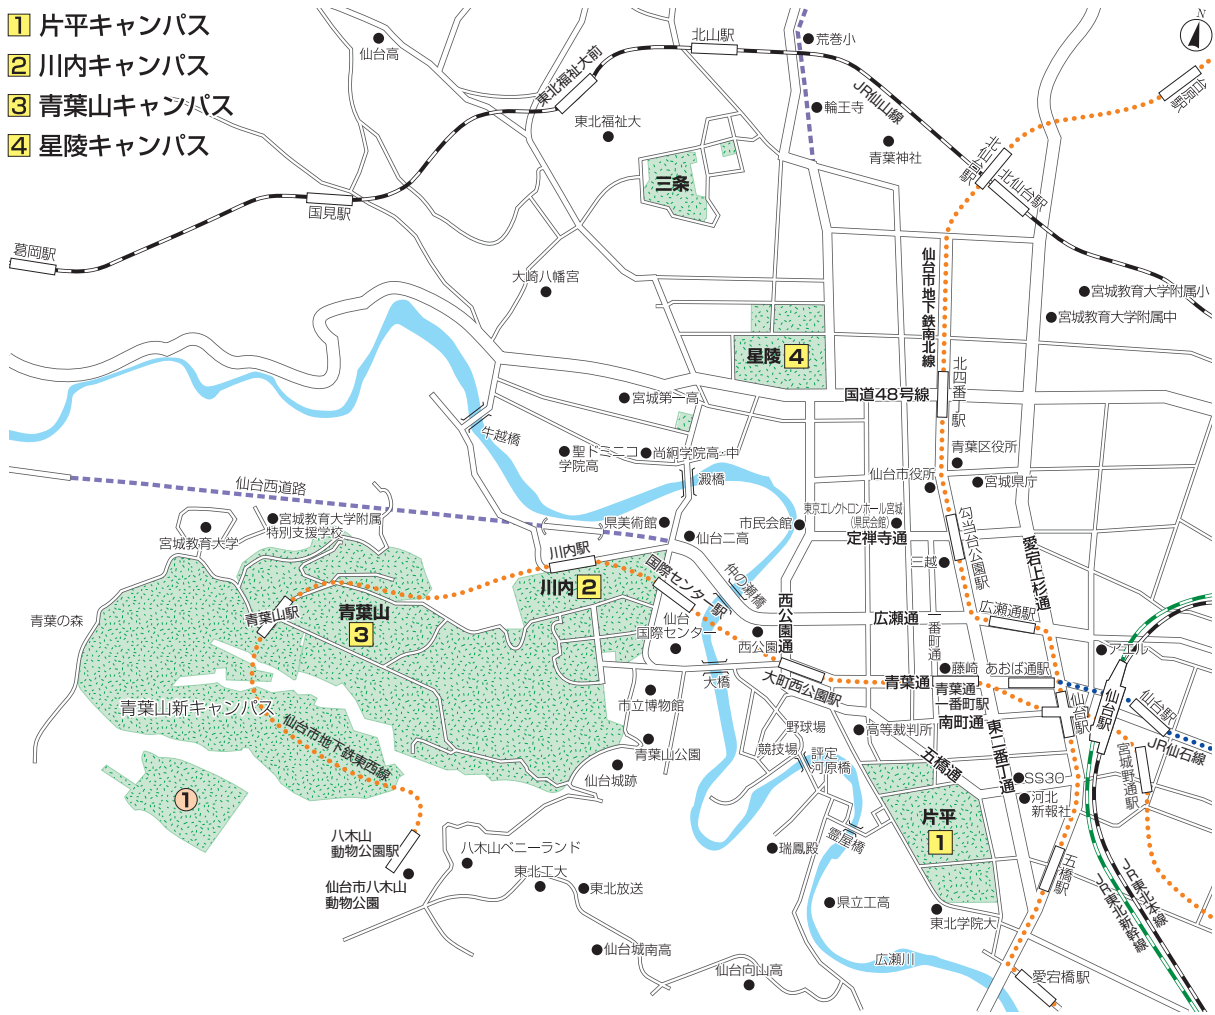 1 片平キャンパス
2 川内キャンパス
3 青葉山キャンパス
4 星陵キャンパス
N
仙台高
東北福祉大前
北山駅
荒巻小
台原駅
輪王寺
JR仙山線
東北福祉大
青葉神社
北仙台駅
北仙台駅
三条
国見駅
葛岡駅
仙台市地下鉄南北線
大崎八幡宮
宮城教育大学附属小
宮城教育大学附属中
星陵 4
国道48号線
北四番丁駅
宮城第一高
牛越橋
聖ドミニコ
学院高
尚絅学院高・中
澱橋
青葉区役所
仙台市役所
宮城県庁
仙台西道路
宮城教育大学附属
特別支援学校
宮城教育大学
県美術館
仙台二高
市民会館
東京エレクトロンホール宮城
(県民会館)
定禅寺通
勾当台公園駅
愛宕上杉通
三越
川内駅
国際センター駅
仲の瀬橋
川内 2
西公園通
広瀬通
一番町通
広瀬通駅
青葉の森
青葉山駅
青葉山
3
仙台
国際センター
西公園
アエル
大橋
大町西公園駅
青葉通
藤崎
あおば通駅
青葉通
一番町駅
仙台駅
仙台駅
仙台駅
JR仙石線
青葉山新キャンパス
仙台市地下鉄東西線
市立博物館
青葉山公園
仙台城跡
野球場
競技場
評定
河原橋
高等裁判所
南町通
東二番丁通
五橋通
宮城野通駅
SS30
河北
新報社
片平
1
1
八木山
動物公園駅
八木山ベニーランド
仙台市八木山
動物公園
東北工大
東北放送
瑞鳳殿
霊屋橋
五橋駅
JR東北本線
JR東北新幹線
県立工高
東北学院大
仙台城南高
仙台向山高
広瀬川
愛宕橋駅